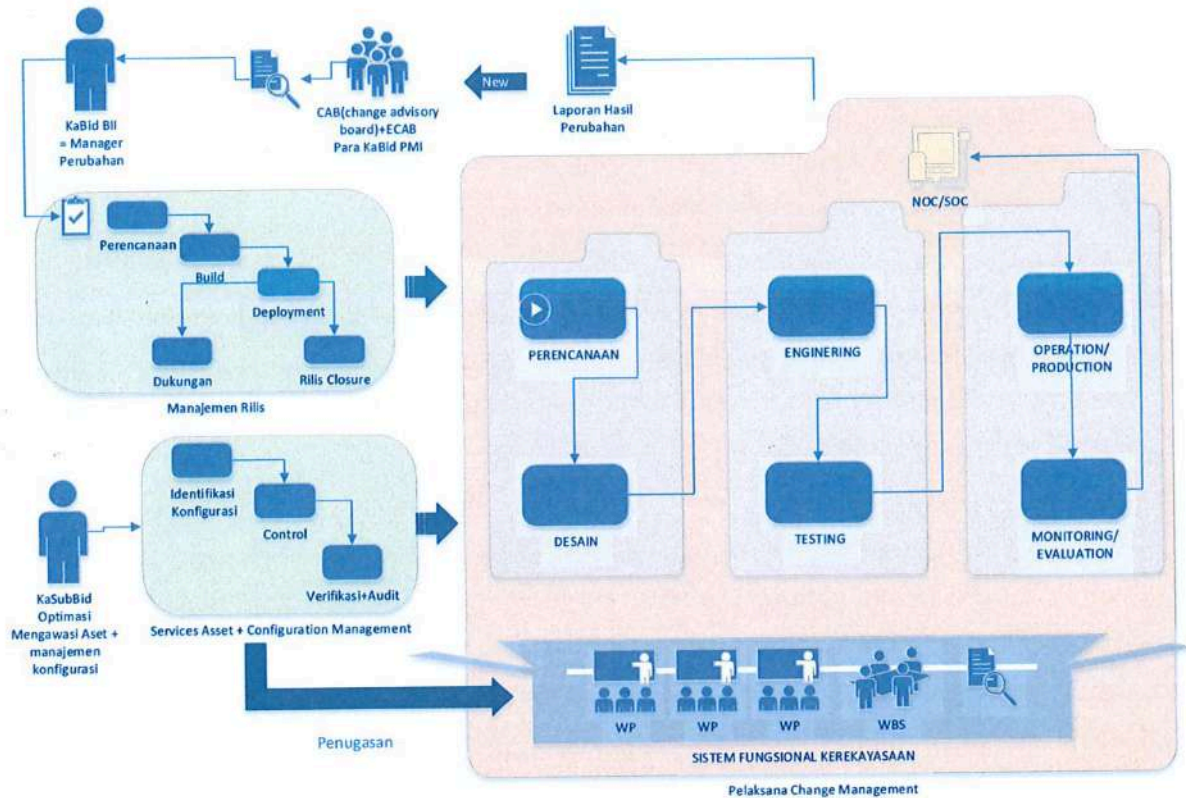 New
KaBid BII
= Manager
Perubahan
CAB(change advisory
board)+ECAB
Para KaBid PMI
Laporan Hasil
Perubahan
NOC/SOC
Perencanaan
Build
Deployment
Dukungan
Rilis Closure
Manajemen Rilis
PERENCANAAN
ENGINERING
OPERATION/
PRODUCTION
DESAIN
TESTING
MONITORING/
EVALUATION
Identifikasi
Konfigurasi
Control
Verifikasi+Audit
Services Asset + Configuration Management
KaSubBid
Optimasi
Mengawasi Aset +
manajemen
konfigurasi
Penugasan
WP
WP
WP
WBS
SISTEM FUNGSIONAL KEREKAYASAAN
Pelaksana Change Management